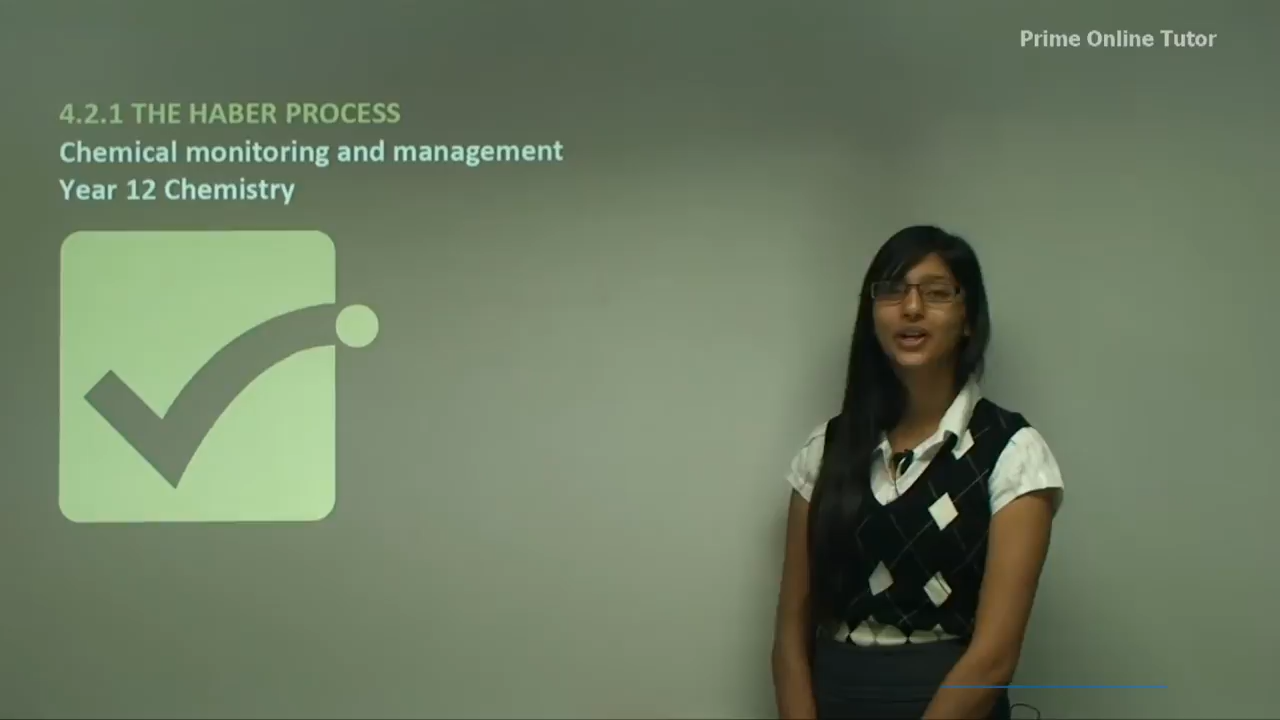 Prime Online Tutor
4.2.1 THE HABER PROCESS
Chemical monitoring and management
Year 12 Chemistry